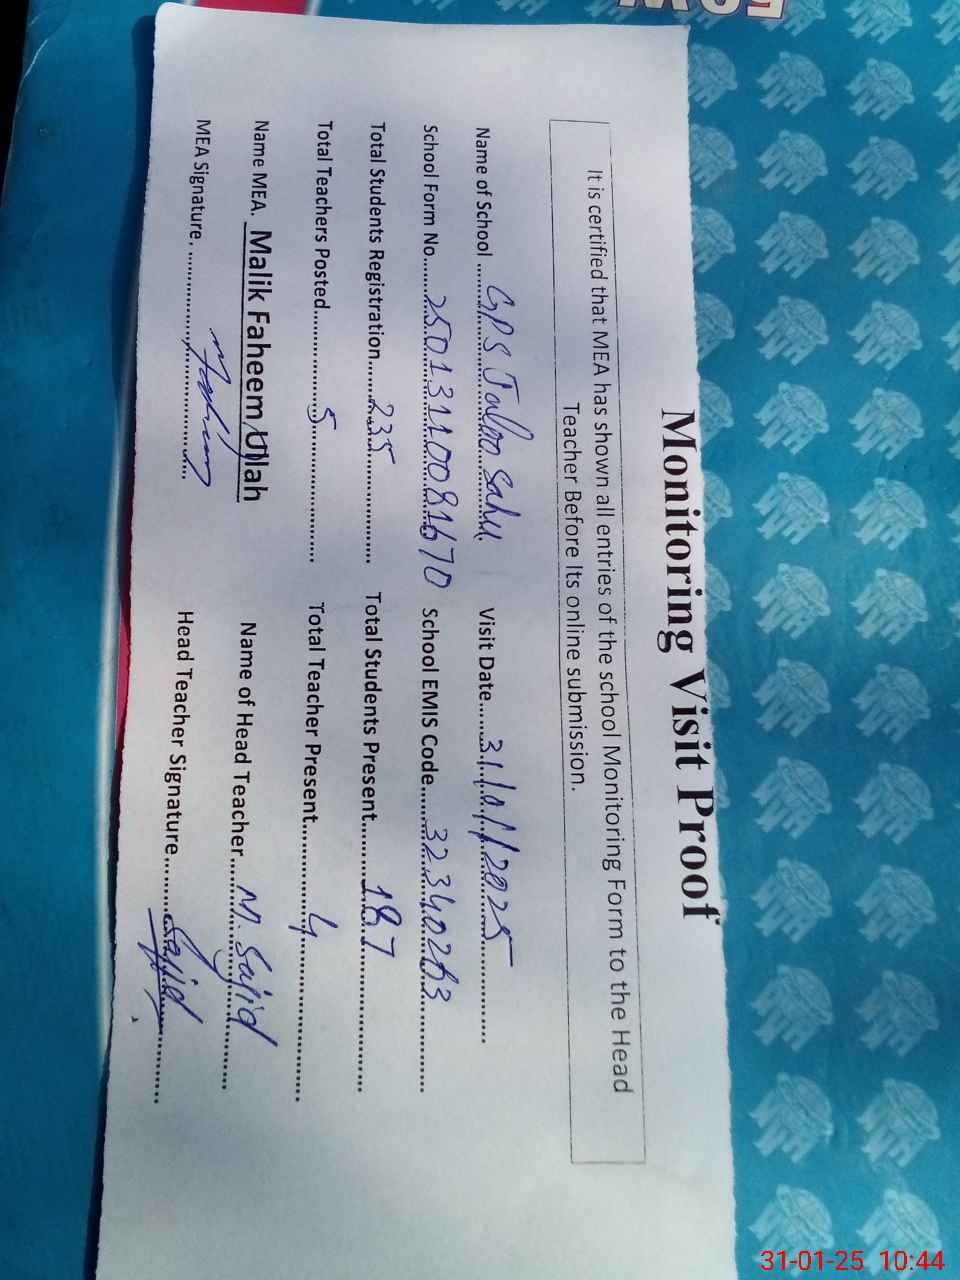 Monitoring Visit Proof
It is certified that MEA has shown all entries of the school Monitoring Form to the Head
Teacher Before Its online submission.
Name of School ........ GPS Jaloo Sahu. Visit Date........ 31/01/2025
School Form No........ 25013110081670 School EMIS Code........ 32340263
Total Students Registration........ 235 Total Students Present........ 187
Total Teachers Posted........ 5 Total Teacher Present........ 4
Name MEA. Malik Faheem Ullah Name of Head Teacher........ M. Sajid
MEA Signature. ........ Head Teacher Signature........ Sajid
31-01-25 10:44